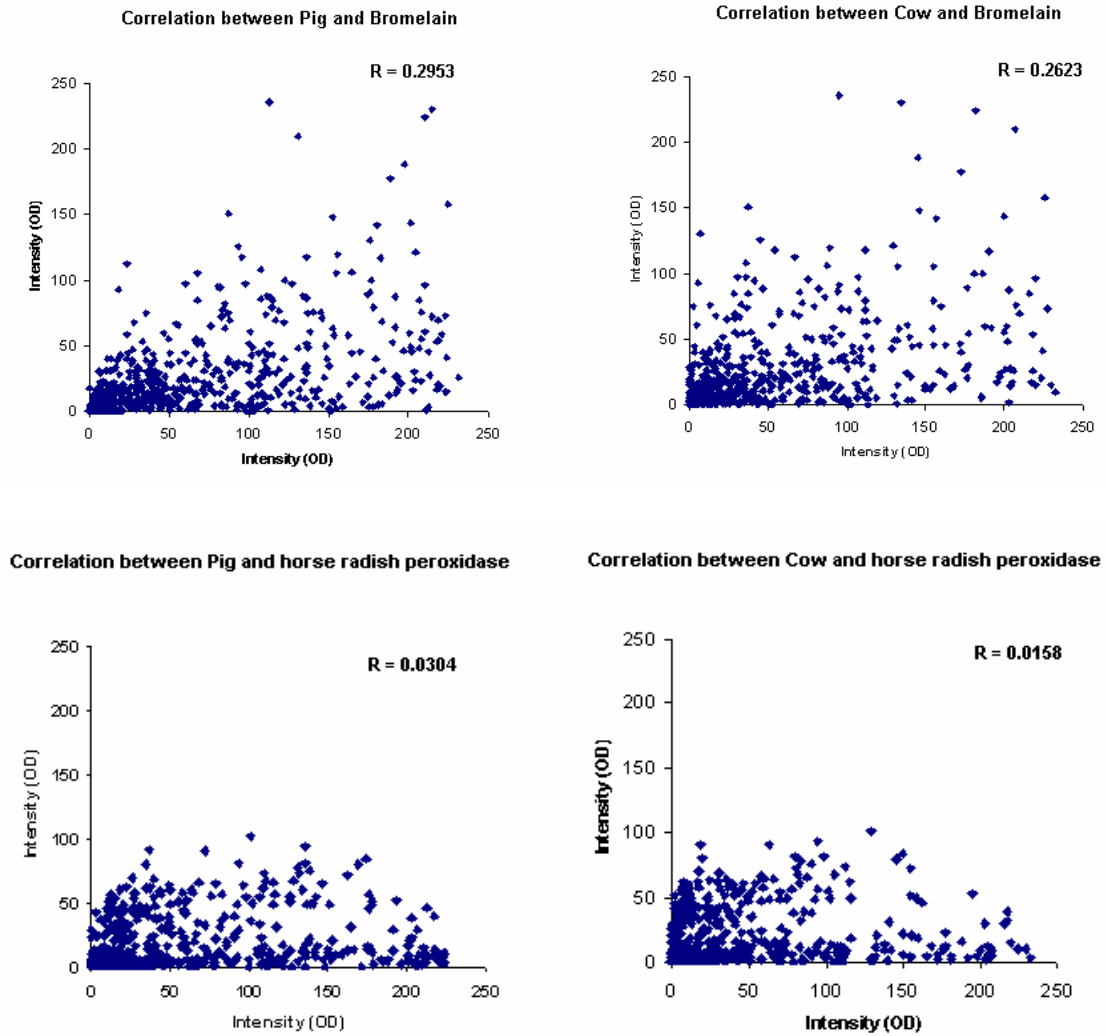 Correlation between Pig and Bromelain
R = 0.2953
250
200
150
100
50
0
Intensity (OD)
0 50 100 150 200 250
Intensity (OD)
Correlation between Cow and Bromelain
R = 0.2623
250
200
150
100
50
0
Intensity (OD)
0 50 100 150 200 250
Intensity (OD)
Correlation between Pig and horse radish peroxidase
R = 0.0304
250
200
150
100
50
0
Intensity (OD)
0 50 100 150 200 250
Intensity (OD)
Correlation between Cow and horse radish peroxidase
R = 0.0158
250
200
150
100
50
0
Intensity (OD)
0 50 100 150 200 250
Intensity (OD)